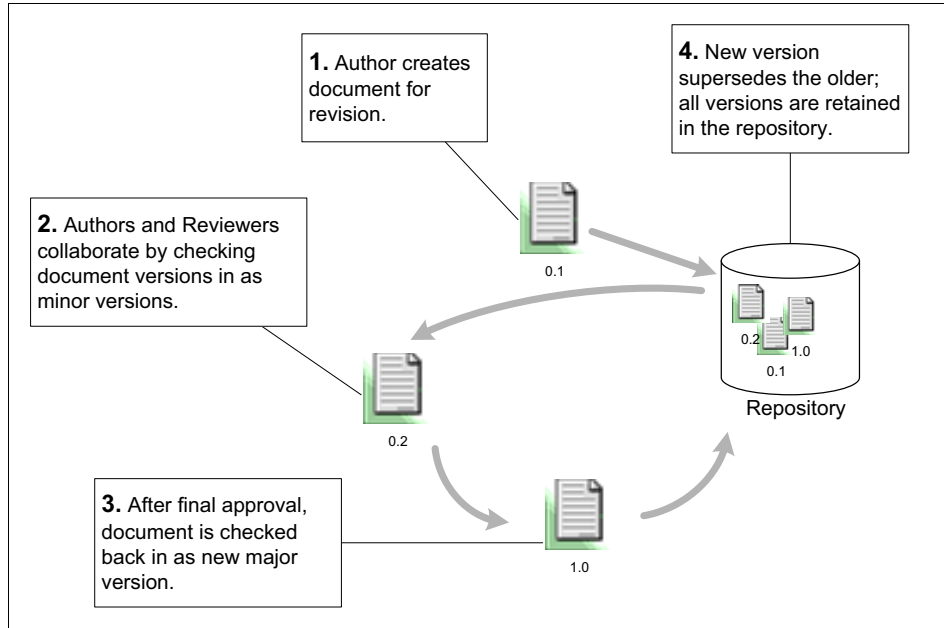 1. Author creates
document for
revision.
4. New version
supersedes the older;
all versions are retained
in the repository.
2. Authors and Reviewers
collaborate by checking
document versions in as
minor versions.
0.1
0.2
1.0
0.1
Repository
0.2
3. After final approval,
document is checked
back in as new major
version.
1.0